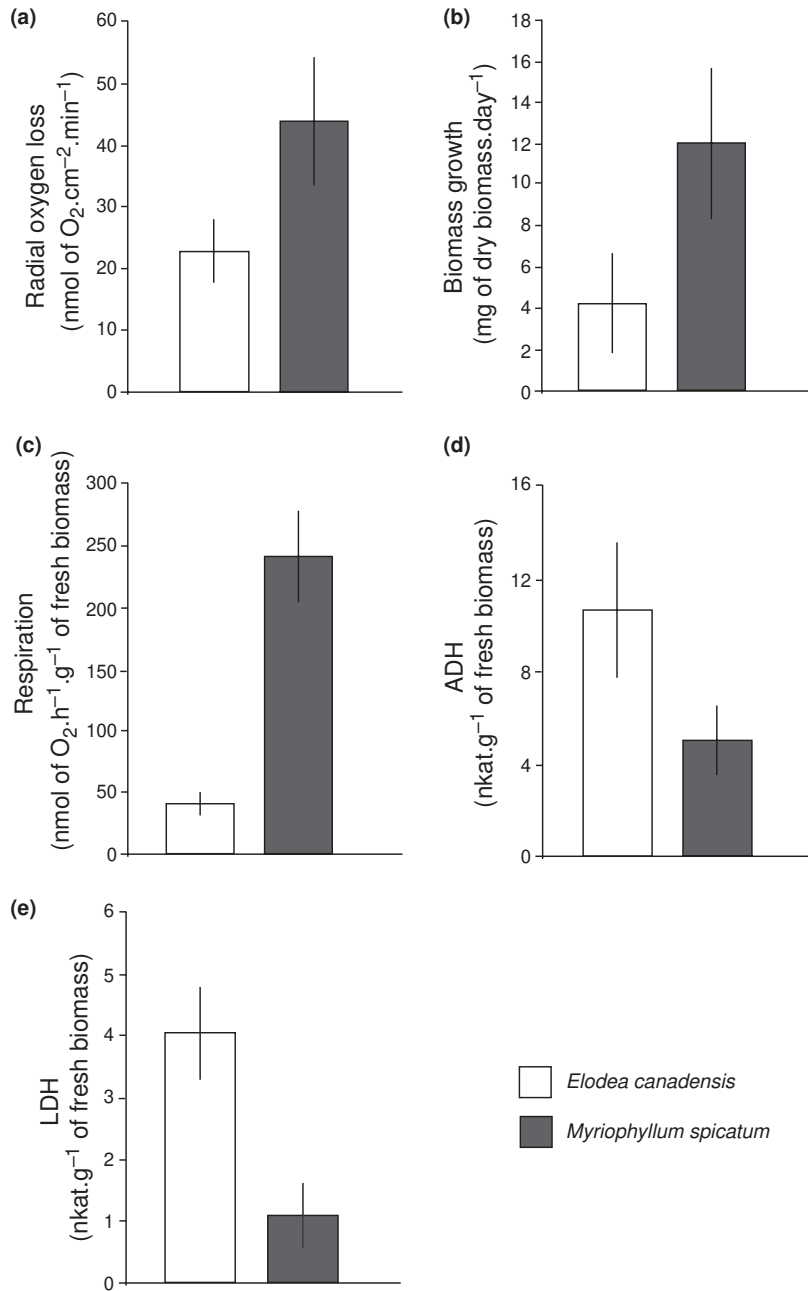 (a)
Radial oxygen loss
(nmol of O₂.cm⁻².min⁻¹)
60
50
40
30
20
10
0
(b)
Biomass growth
(mg of dry biomass.day⁻¹)
18
16
14
12
10
8
6
4
2
0
(c)
Respiration
(nmol of O₂.h⁻¹.g⁻¹ of fresh biomass)
300
250
200
150
100
50
0
(d)
ADH
(nkat.g⁻¹ of fresh biomass)
16
12
8
4
0
(e)
LDH
(nkat.g⁻¹ of fresh biomass)
6
5
4
3
2
1
0
Elodea canadensis
Myriophyllum spicatum